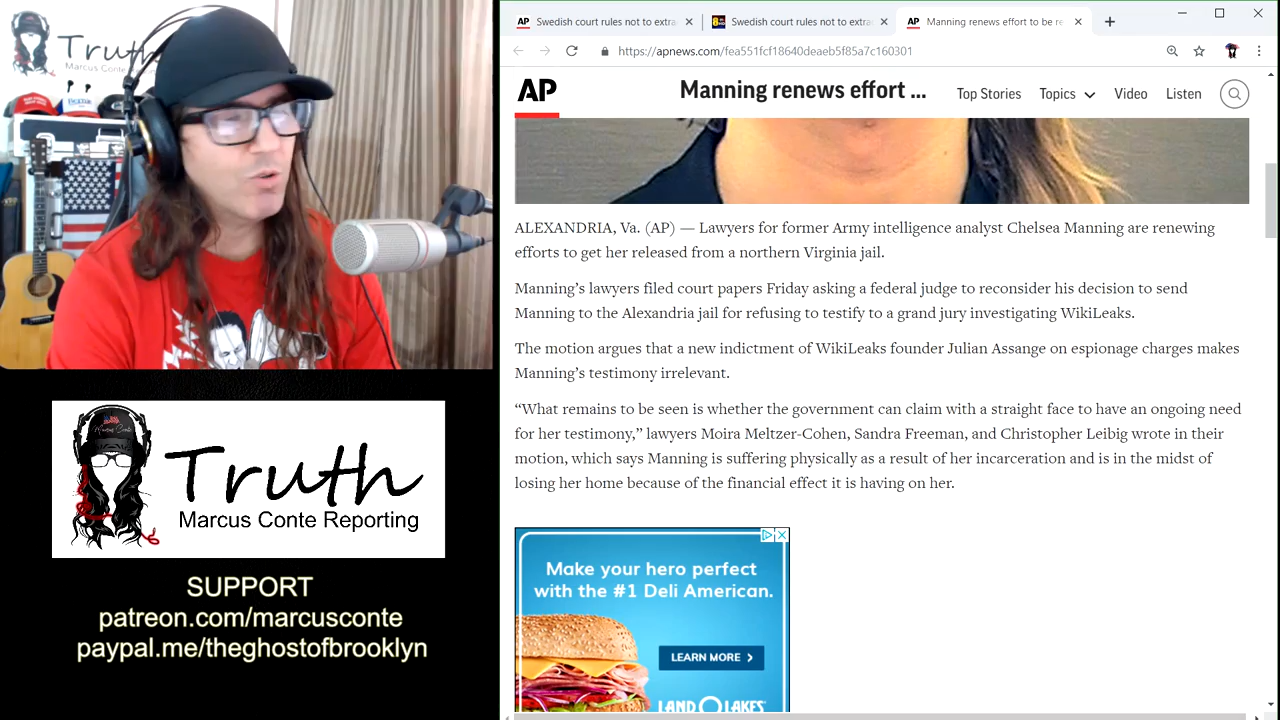 Truth
Marcus Conte Reporting
Truth
Marcus Conte Reporting
SUPPORT
patreon.com/marcusconte
paypal.me/theghostofbrooklyn
Swedish court rules not to extra
Swedish court rules not to extra
Manning renews effort to be re
https://apnews.com/fea551fcf18640deaeb5f85a7c160301
AP
Manning renews effort ...
Top Stories
Topics
Video
Listen
ALEXANDRIA, Va. (AP) — Lawyers for former Army intelligence analyst Chelsea Manning are renewing
efforts to get her released from a northern Virginia jail.
Manning’s lawyers filed court papers Friday asking a federal judge to reconsider his decision to send
Manning to the Alexandria jail for refusing to testify to a grand jury investigating WikiLeaks.
The motion argues that a new indictment of WikiLeaks founder Julian Assange on espionage charges makes
Manning’s testimony irrelevant.
“What remains to be seen is whether the government can claim with a straight face to have an ongoing need
for her testimony,” lawyers Moira Meltzer-Cohen, Sandra Freeman, and Christopher Leibig wrote in their
motion, which says Manning is suffering physically as a result of her incarceration and is in the midst of
losing her home because of the financial effect it is having on her.
Make your hero perfect
with the #1 Deli American.
LEARN MORE
LAND O LAKES